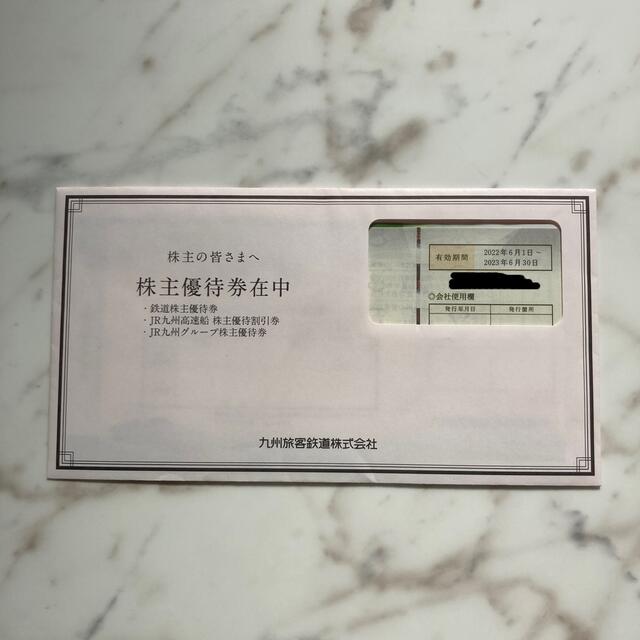 株主の皆さまへ
株主優待券在中
・鉄道株主優待券
・JR九州高速船 株主優待割引券
・JR九州グループ株主優待券
有効期間
2022年6月1日～
2023年6月30日
◎会社使用欄
発行年月日 発行箇所
九州旅客鉄道株式会社